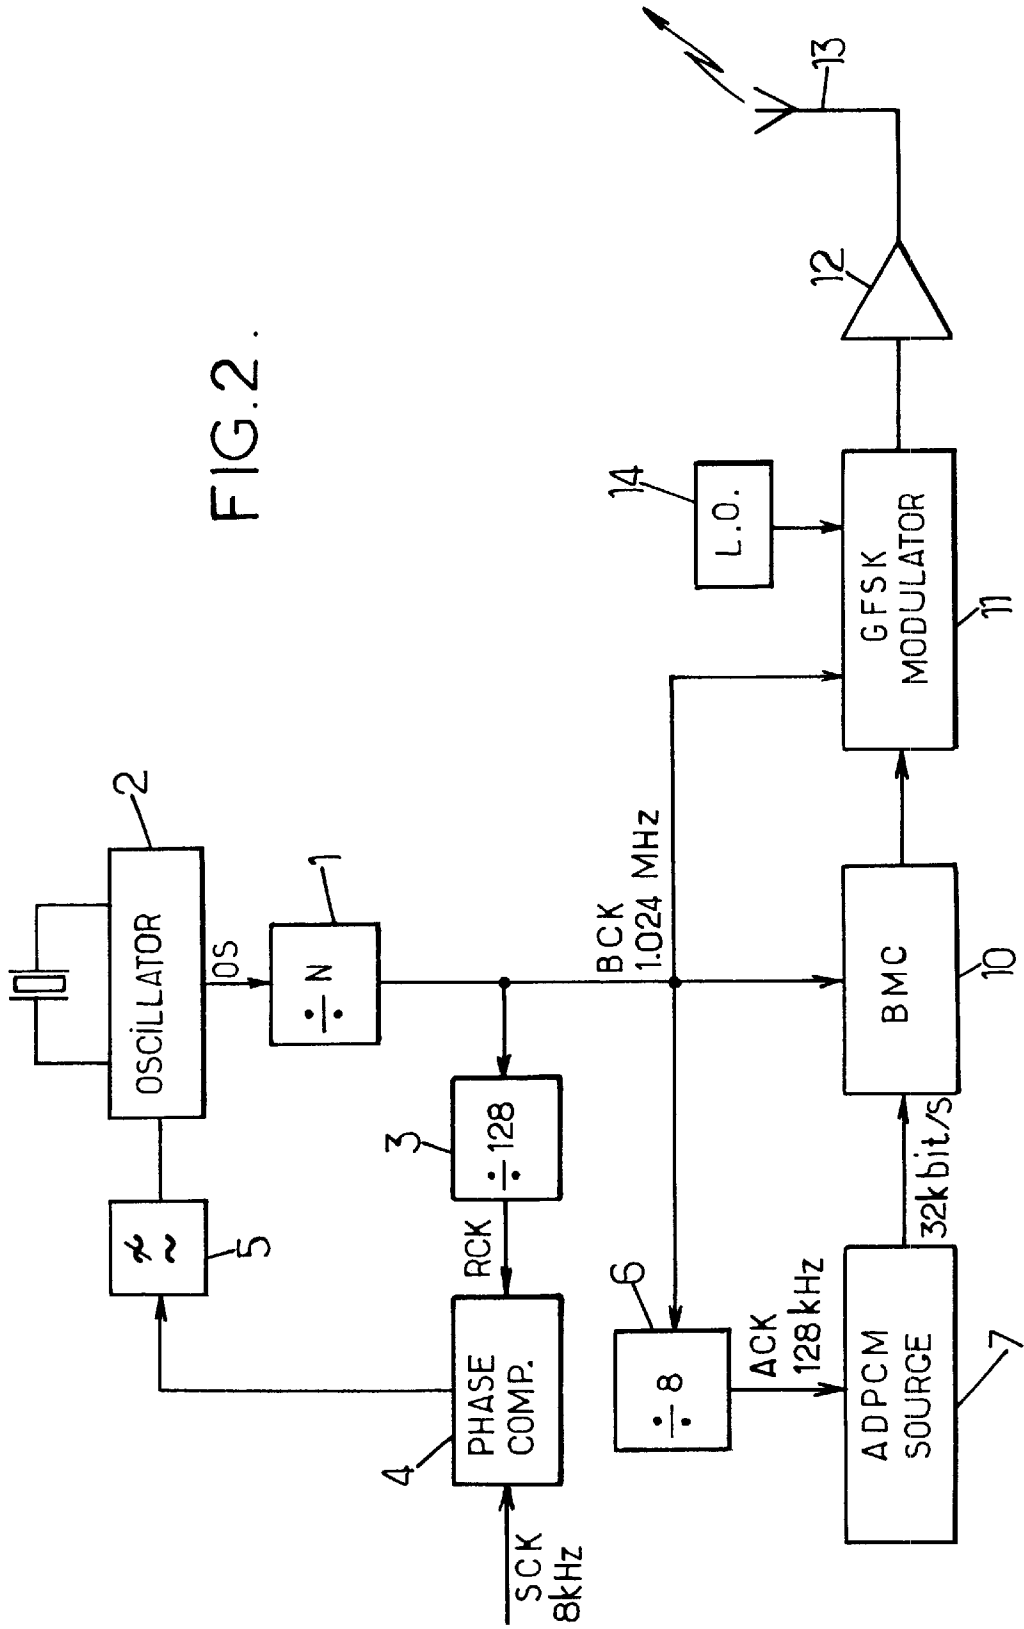 FIG.2.
2
OSCILLATOR
OS
1
÷ N
5
3
÷ 128
RCK
4
PHASE
COMP.
SCK
8kHz
BCK
1.024 MHz
6
÷ 8
ACK
128 kHz
7
ADPCM
SOURCE
32k bit/s
10
BMC
11
GFSK
MODULATOR
14
L.O.
12
13